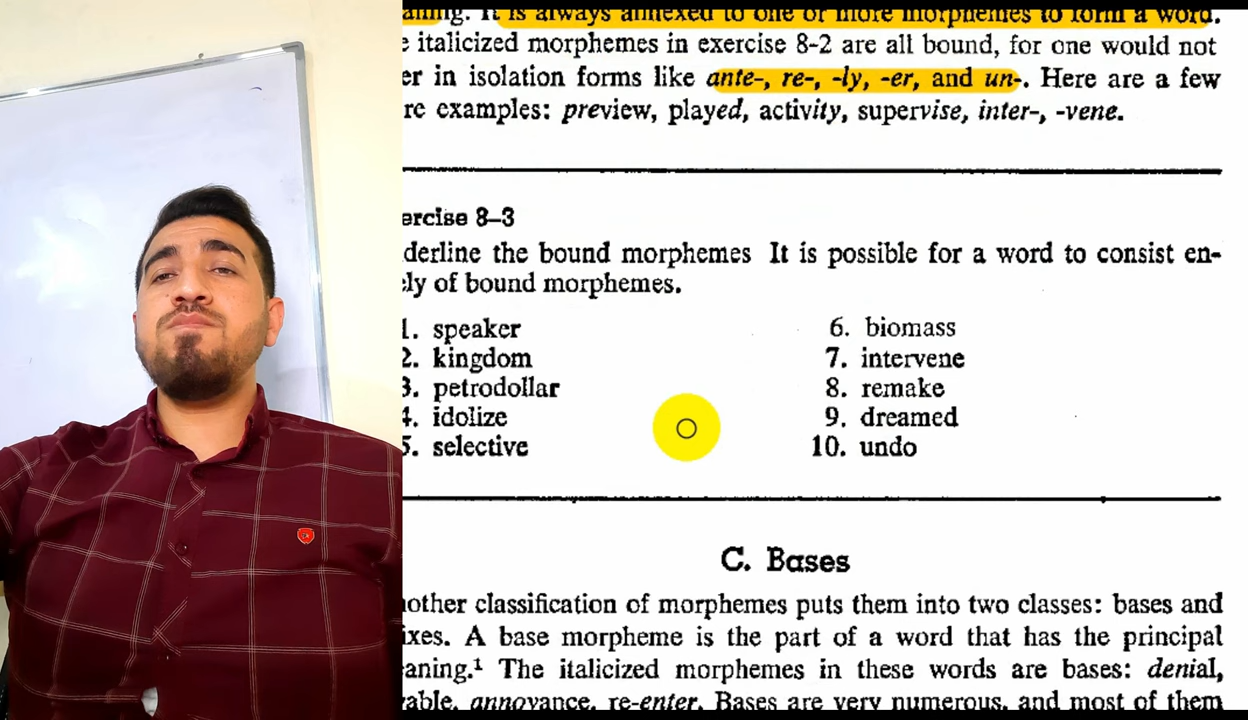 is always annexed to one or more morphemes to form a word.
italicized morphemes in exercise 8-2 are all bound, for one would not
in isolation forms like ante-, re-, -ly, -er, and un-. Here are a few
examples: preview, played, activity, supervise, inter-, -vene.
8–3
the bound morphemes It is possible for a word to consist en-
of bound morphemes.
1. speaker
2. kingdom
3. petrodollar
4. idolize
5. selective
6. biomass
7. intervene
8. remake
9. dreamed
10. undo
C. Bases
classification of morphemes puts them into two classes: bases and
A base morpheme is the part of a word that has the principal
The italicized morphemes in these words are bases: denial,
annoyance, re-enter. Bases are very numerous, and most of them